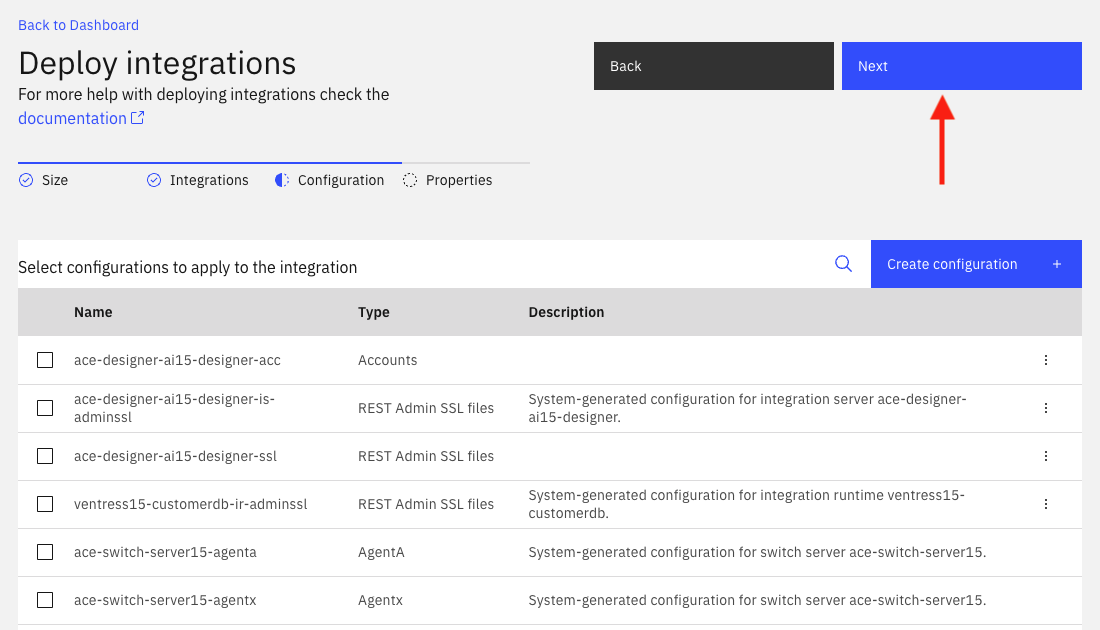 Back to Dashboard
Deploy integrations
For more help with deploying integrations check the
documentation
Back
Next
Size
Integrations
Configuration
Properties
Select configurations to apply to the integration
Create configuration +
Name Type Description
ace-designer-ai15-designer-acc Accounts
ace-designer-ai15-designer-is-
adminssl
REST Admin SSL files
System-generated configuration for integration server ace-designer-
ai15-designer.
ace-designer-ai15-designer-ssl REST Admin SSL files
ventress15-customerdb-ir-adminssl REST Admin SSL files
System-generated configuration for integration runtime ventress15-
customerdb.
ace-switch-server15-agenta AgentA System-generated configuration for switch server ace-switch-server15.
ace-switch-server15-agentx Agentx System-generated configuration for switch server ace-switch-server15.